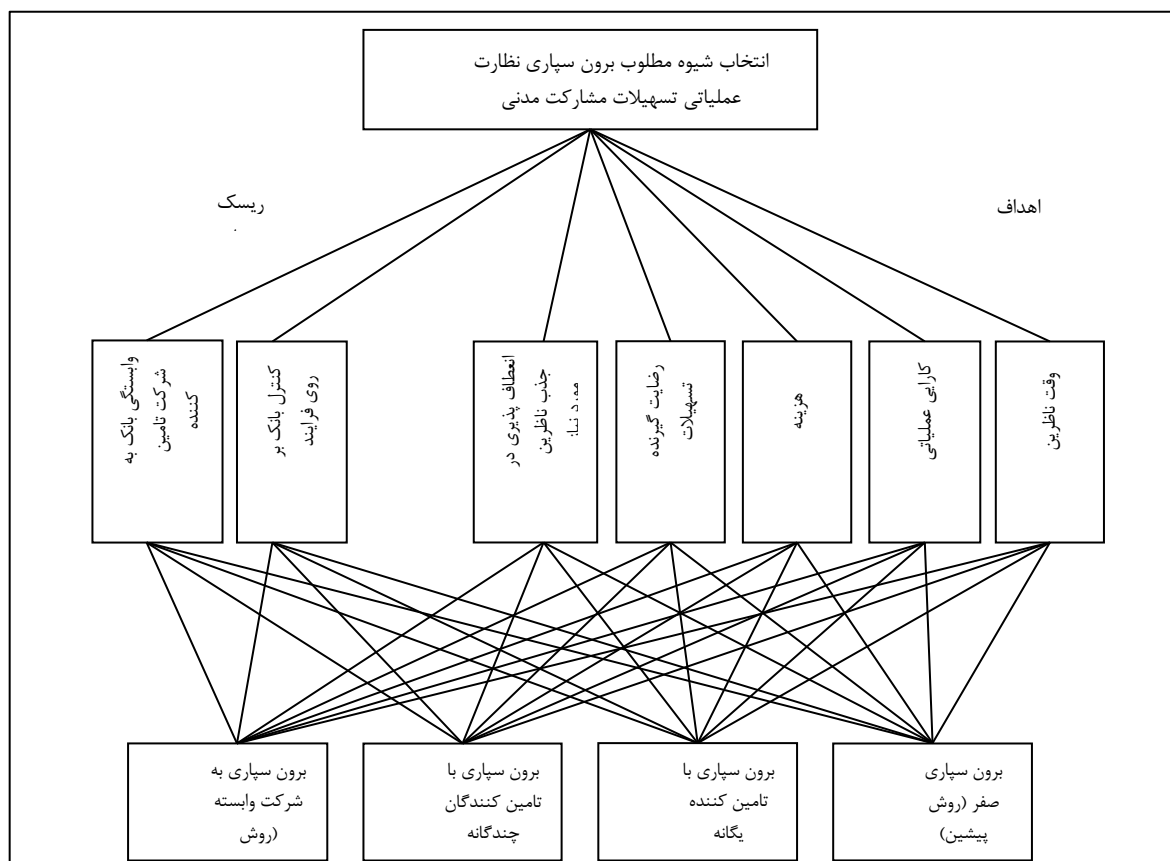 انتخاب شیوه مطلوب برون سپاری نظارت
عملیاتی تسهیلات مشارکت مدنی
اهداف
ریسک
وقت ناظرین
کارایی عملیاتی
هزینه
رضایت گیرنده
تسهیلات
انعطاف پذیری در
جذب ناظرین
کنترل بانک بر
روی فرایند
وابستگی بانک به
شرکت تامین
کننده
برون سپاری
صفر (روش
پیشین)
برون سپاری با
تامین کننده
یگانه
برون سپاری با
تامین کنندگان
چندگانه
برون سپاری به
شرکت وابسته
(روش